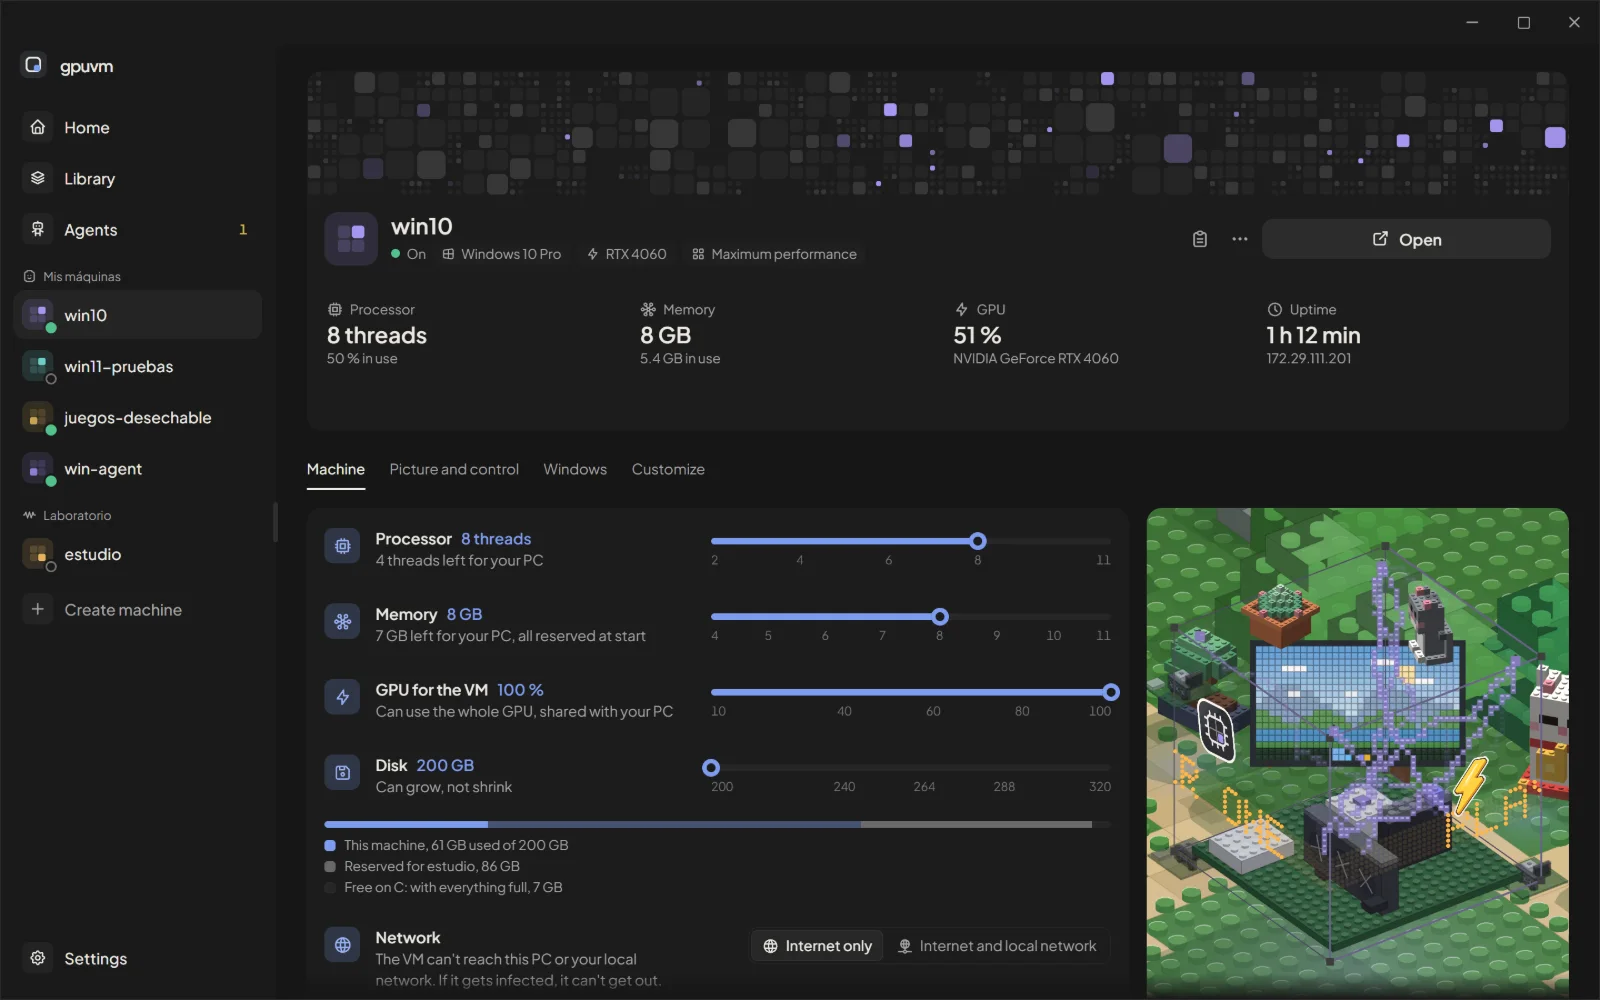 gpuvm
Home
Library
Agents 1
Mis máquinas
win10
win11-pruebas
juegos-desechable
win-agent
Laboratorio
estudio
Create machine
Settings
win10
On Windows 10 Pro RTX 4060 Maximum performance
Open
Processor
8 threads
50 % in use
Memory
8 GB
5.4 GB in use
GPU
51 %
NVIDIA GeForce RTX 4060
Uptime
1 h 12 min
172.29.111.201
Machine Picture and control Windows Customize
Processor 8 threads
4 threads left for your PC
2 4 6 8 11
Memory 8 GB
7 GB left for your PC, all reserved at start
4 5 6 7 8 9 10 11
GPU for the VM 100 %
Can use the whole GPU, shared with your PC
10 40 60 80 100
Disk 200 GB
Can grow, not shrink
200 240 264 288 320
This machine, 61 GB used of 200 GB
Reserved for estudio, 86 GB
Free on C: with everything full, 7 GB
Network
The VM can't reach this PC or your local
network. If it gets infected, it can't get out.
Internet only Internet and local network